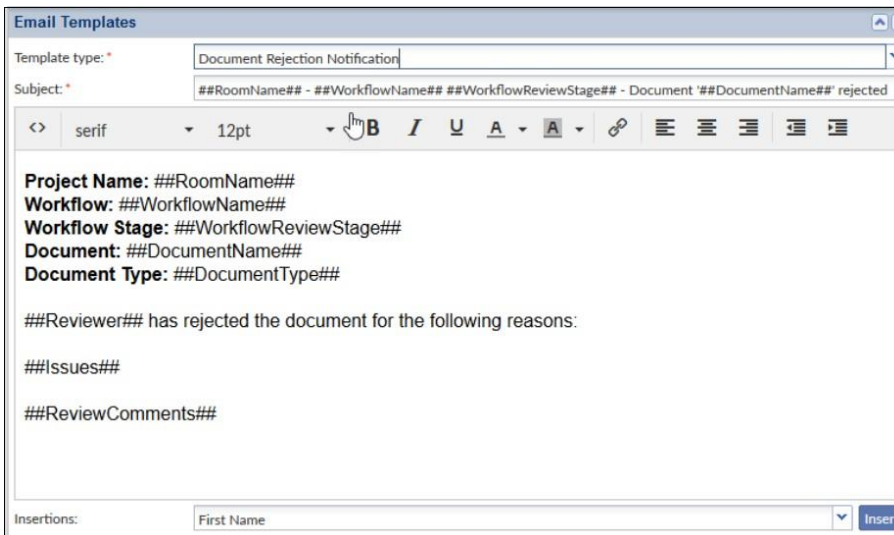 Email Templates
Template type: * Document Rejection Notification
Subject: * ##RoomName## - ##WorkflowName## ##WorkflowReviewStage## - Document '##DocumentName##' rejected
<> serif 12pt B I U A A
Project Name: ##RoomName##
Workflow: ##WorkflowName##
Workflow Stage: ##WorkflowReviewStage##
Document: ##DocumentName##
Document Type: ##DocumentType##
##Reviewer## has rejected the document for the following reasons:
##Issues##
##ReviewComments##
Insertions: First Name Inser